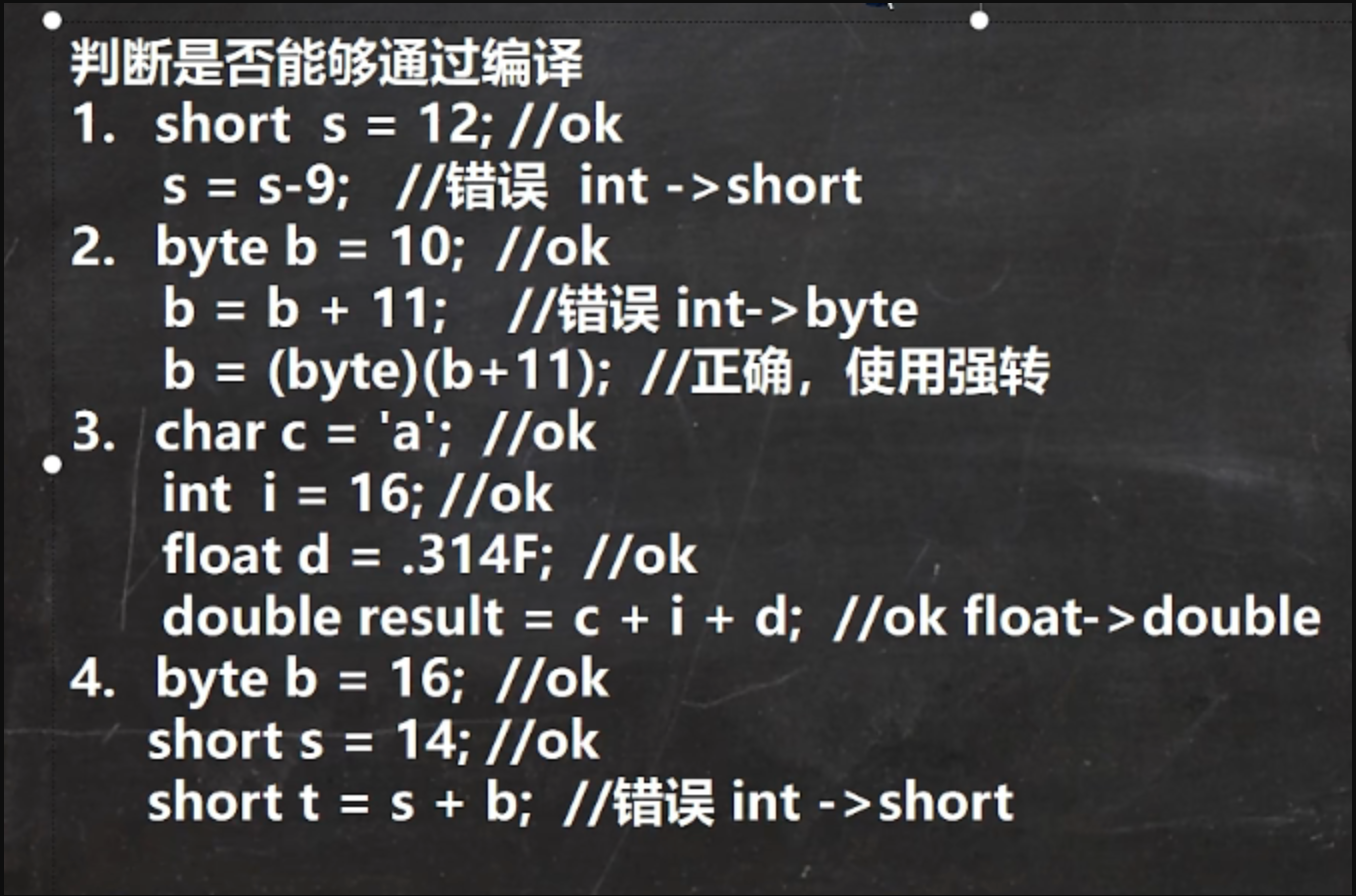 判断是否能够通过编译
1. short s = 12; //ok
s = s-9; //错误 int ->short
2. byte b = 10; //ok
b = b + 11; //错误 int->byte
b = (byte)(b+11); //正确，使用强转
3. char c = 'a'; //ok
int i = 16; //ok
float d = .314F; //ok
double result = c + i + d; //ok float->double
4. byte b = 16; //ok
short s = 14; //ok
short t = s + b; //错误 int ->short